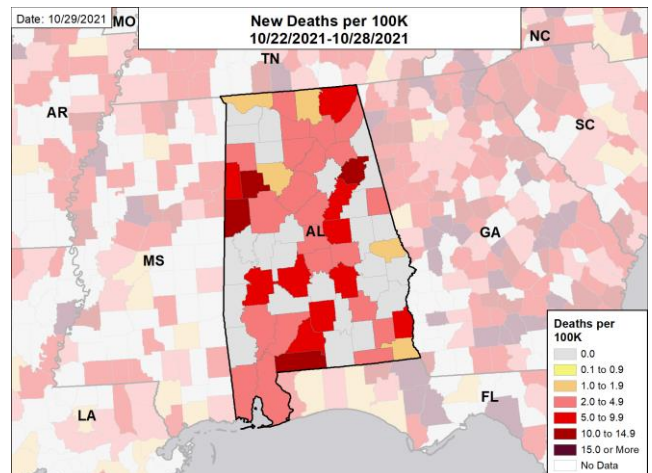 Date: 10/29/2021
New Deaths per 100K
10/22/2021-10/28/2021
MO
TN
NC
AR
SC
AL
MS
GA
LA
FL
Deaths per
100K
0.0
0.1 to 0.9
1.0 to 1.9
2.0 to 4.9
5.0 to 9.9
10.0 to 14.9
15.0 or More
No Data